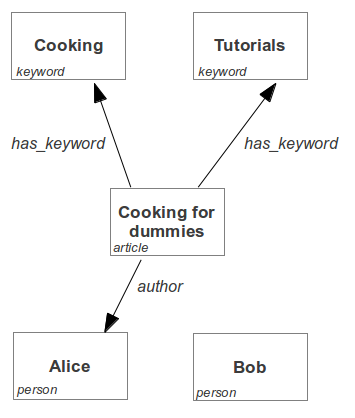 Cooking
keyword
Tutorials
keyword
has_keyword
has_keyword
Cooking for
dummies
article
author
Alice
person
Bob
person